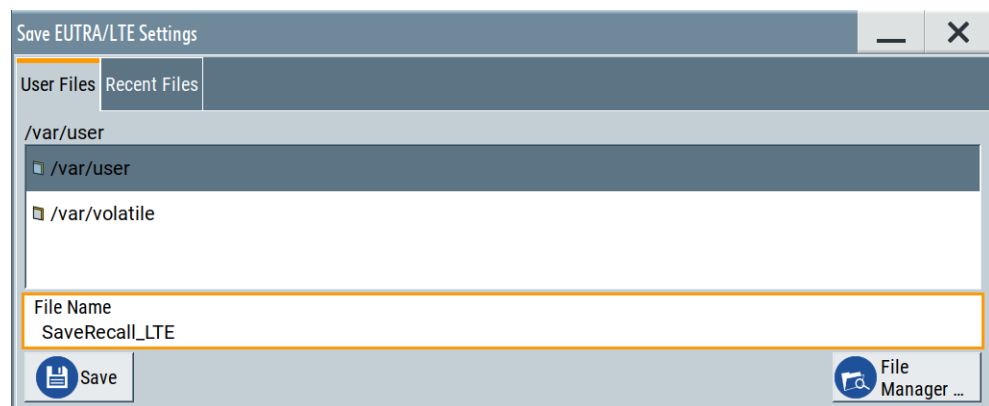 Save EUTRA/LTE Settings
User Files Recent Files
/var/user
/var/user
/var/volatile
File Name
SaveRecall_LTE
Save
File
Manager ...